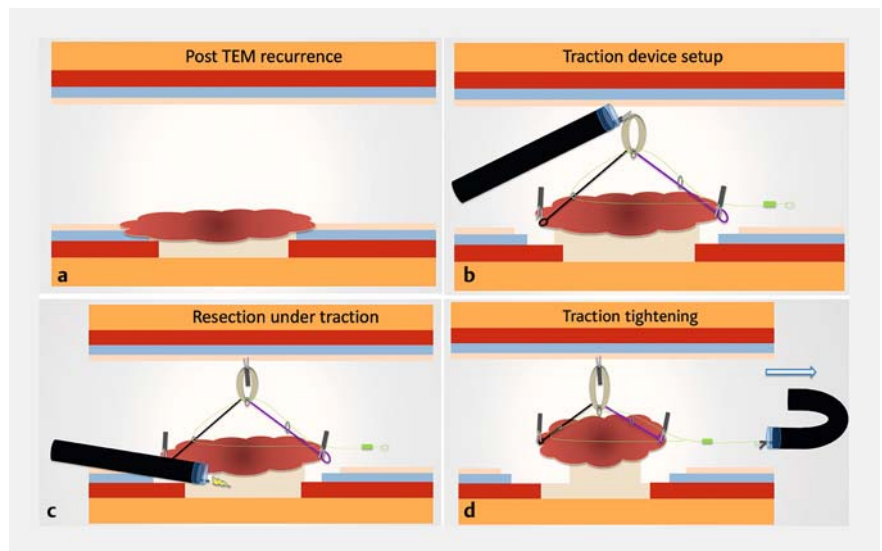 Post TEM recurrence
a
Traction device setup
b
Resection under traction
c
Traction tightening
d